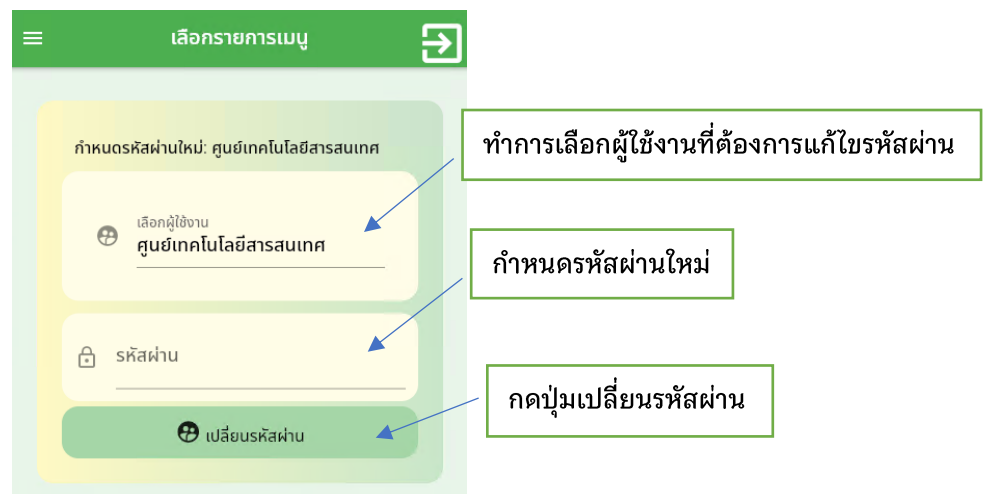 เลือกรายการเมนู
กำหนดรหัสผ่านใหม่: ศูนย์เทคโนโลยีสารสนเทศ
ทำการเลือกผู้ใช้งานที่ต้องการแก้ไขรหัสผ่าน
เลือกผู้ใช้งาน
ศูนย์เทคโนโลยีสารสนเทศ
กำหนดรหัสผ่านใหม่
รหัสผ่าน
กดปุ่มเปลี่ยนรหัสผ่าน
เปลี่ยนรหัสผ่าน